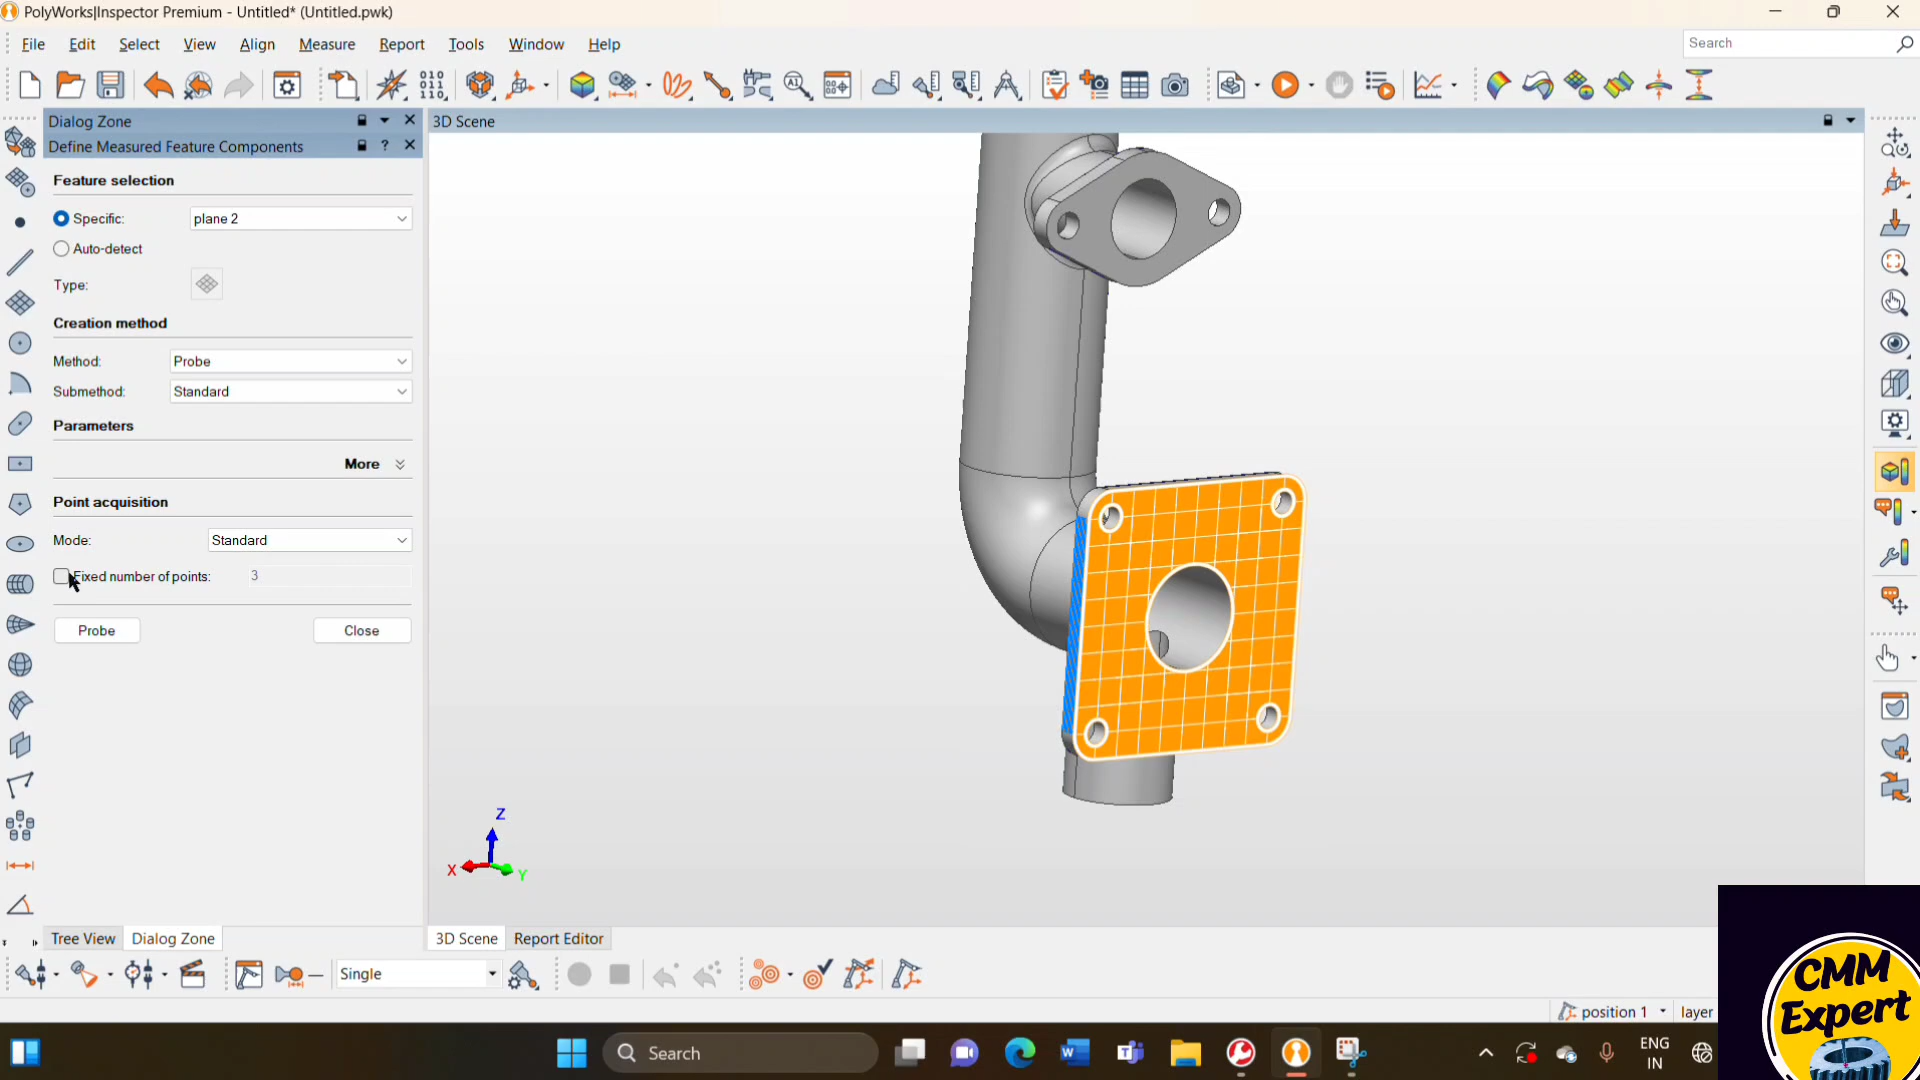 PolyWorks|Inspector Premium - Untitled* (Untitled.pwk)
File Edit Select View Align Measure Report Tools Window Help
Search
Dialog Zone
3D Scene
Define Measured Feature Components
Feature selection
Specific: plane 2
Auto-detect
Type:
Creation method
Method: Probe
Submethod: Standard
Parameters
More
Point acquisition
Mode: Standard
Fixed number of points: 3
Probe Close
Z
X
Y
Tree View Dialog Zone
3D Scene Report Editor
Single
position 1 layer
CMM
Expert
Search
ENG
IN